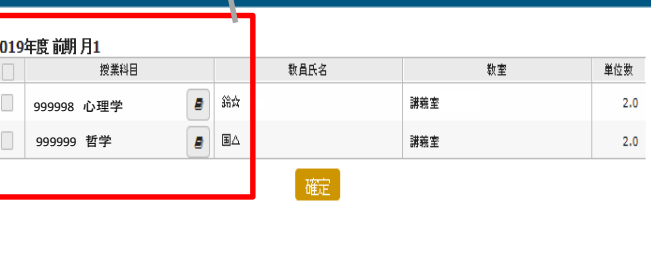 019年度 前期 月1
授業科目 教員氏名 教室 単位数
999998 心理学 鈴☆ 講義室 2.0
999999 哲学 国△ 講義室 2.0
確定